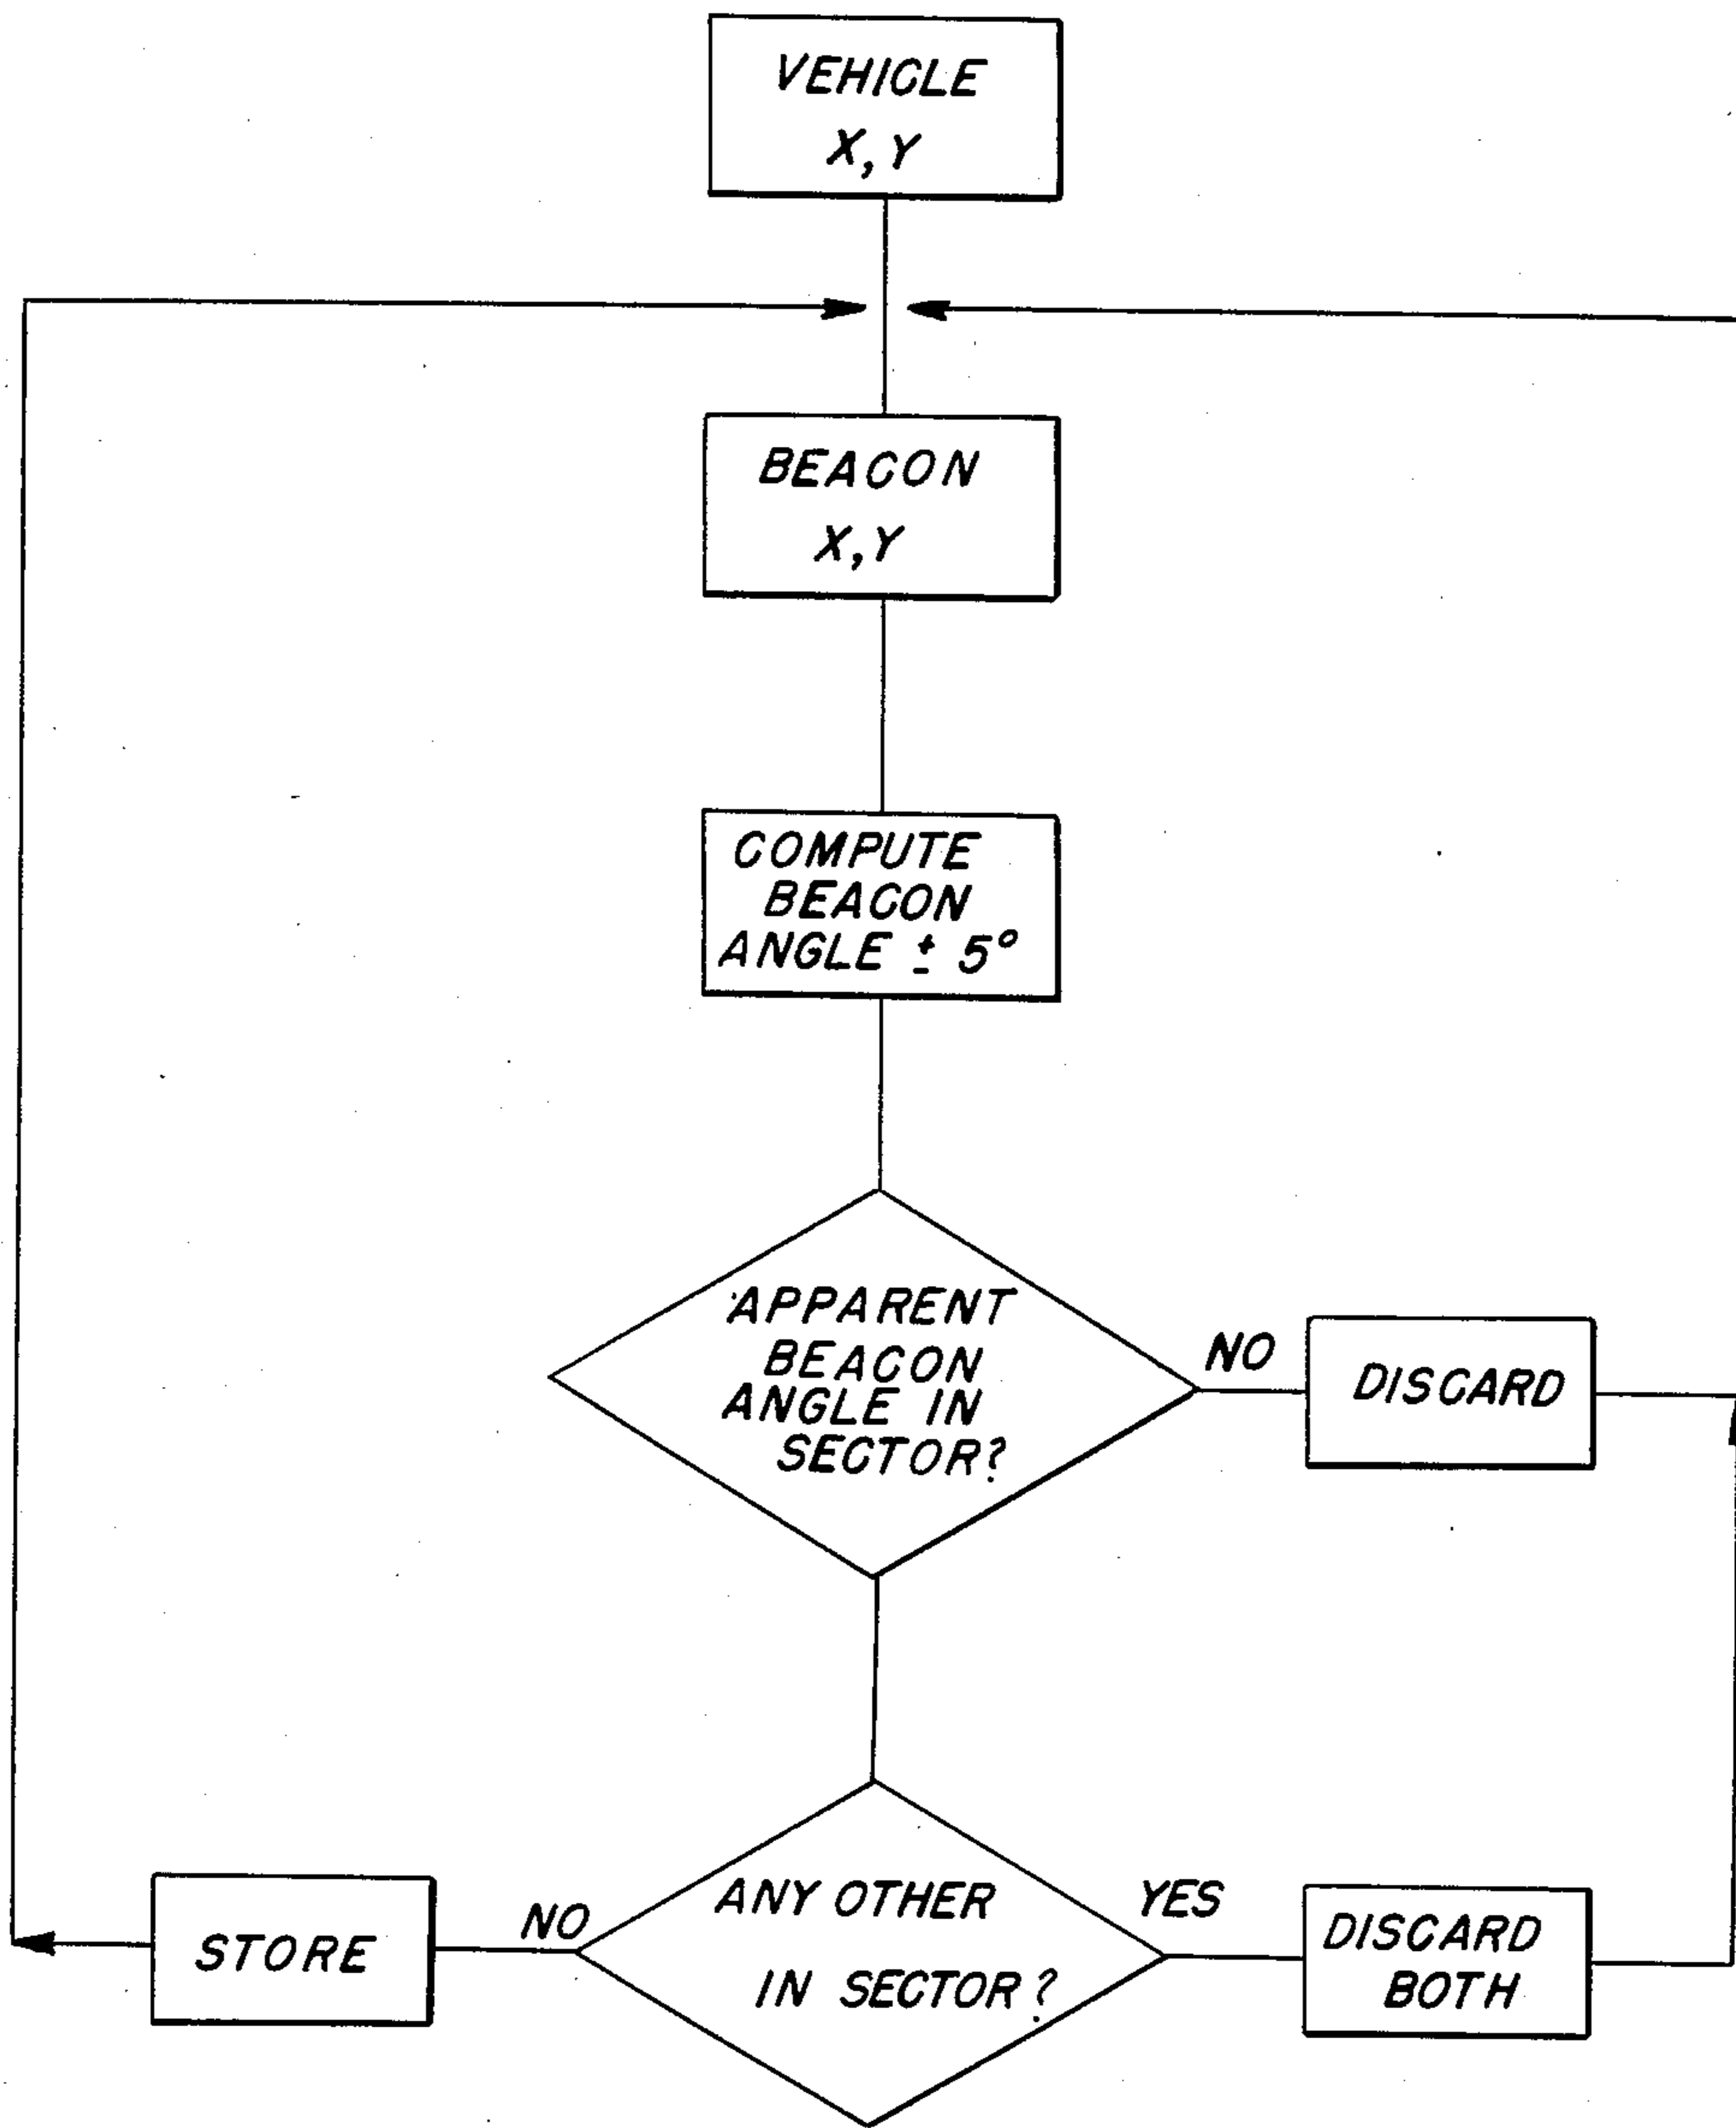 VEHICLE
X, Y
BEACON
X, Y
COMPUTE
BEACON
ANGLE ± 5°
APPARENT
BEACON
ANGLE IN
SECTOR?
NO
DISCARD
ANY OTHER
IN SECTOR?
NO
STORE
YES
DISCARD
BOTH